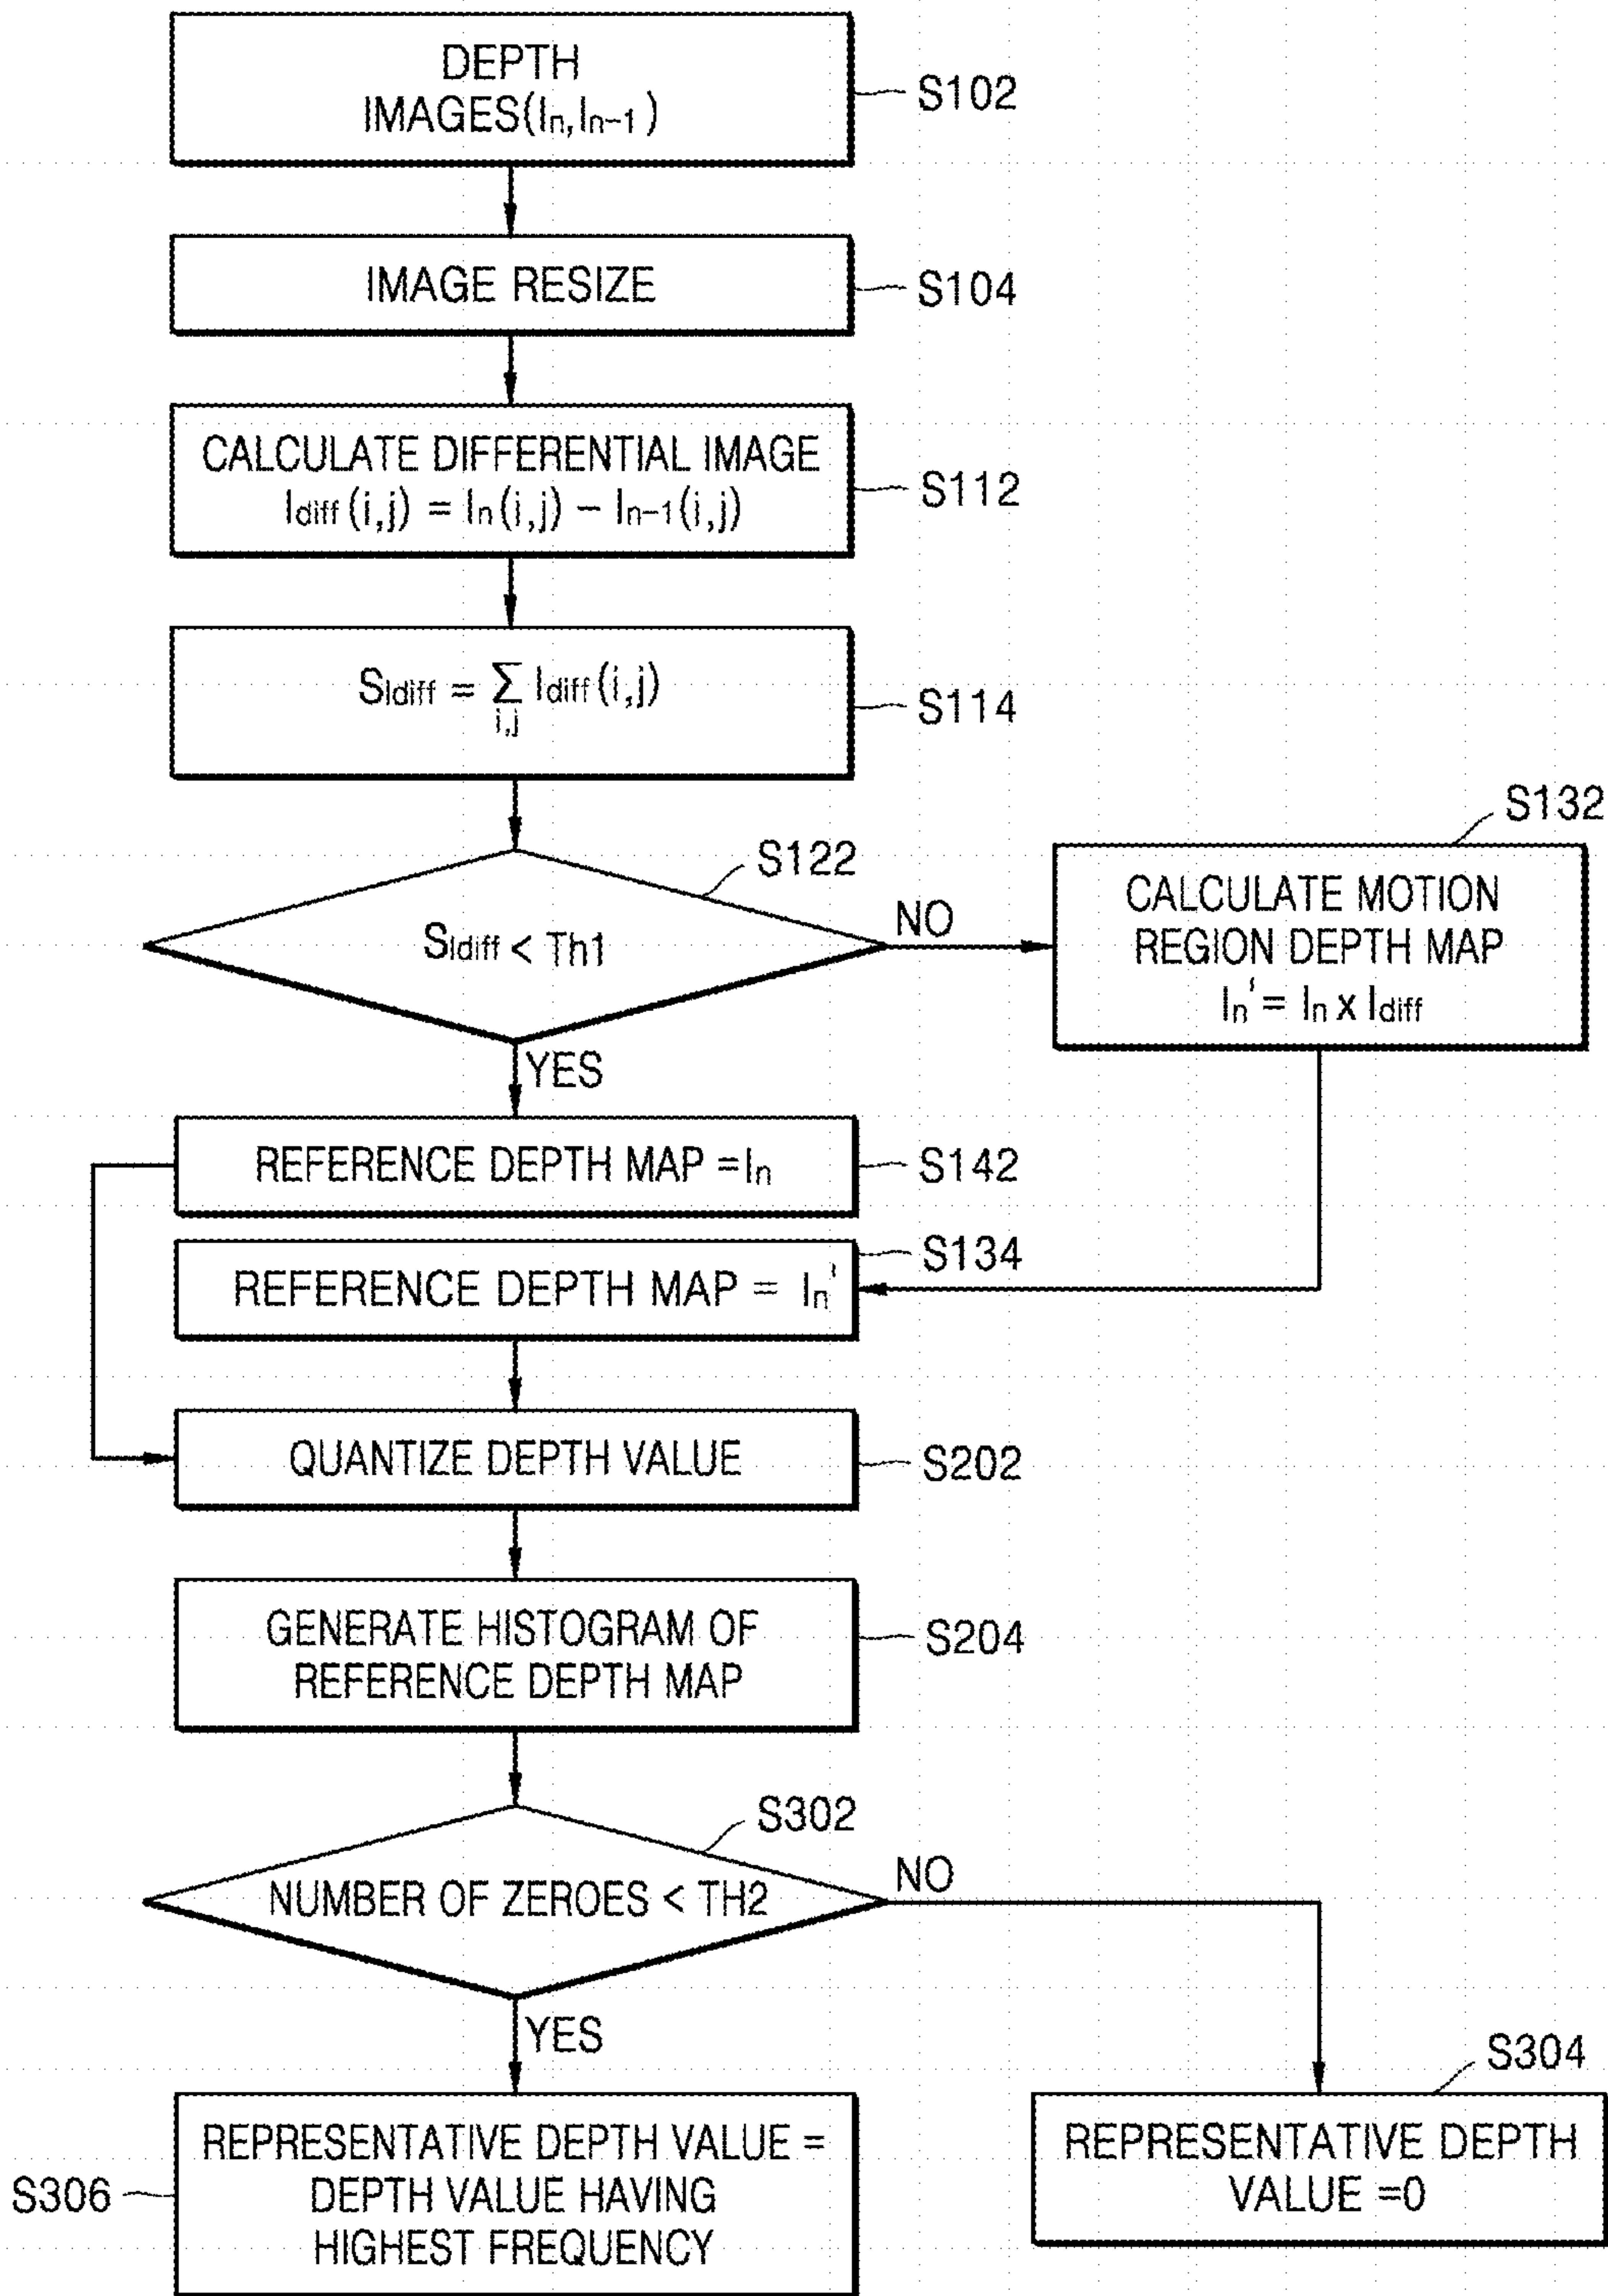 DEPTH
IMAGES(In,In-1)
S102
IMAGE RESIZE
S104
CALCULATE DIFFERENTIAL IMAGE
Idiff(i,j) = In(i,j) - In-1(i,j)
S112
SIdiff = Σ Idiff(i,j)
i,j
S114
S122
SIdiff < Th1
NO
S132
CALCULATE MOTION
REGION DEPTH MAP
In' = In x Idiff
YES
REFERENCE DEPTH MAP =In
S142
S134
REFERENCE DEPTH MAP = In'
QUANTIZE DEPTH VALUE
S202
GENERATE HISTOGRAM OF
REFERENCE DEPTH MAP
S204
S302
NUMBER OF ZEROES < TH2
NO
YES
S304
S306
REPRESENTATIVE DEPTH VALUE =
DEPTH VALUE HAVING
HIGHEST FREQUENCY
REPRESENTATIVE DEPTH
VALUE =0